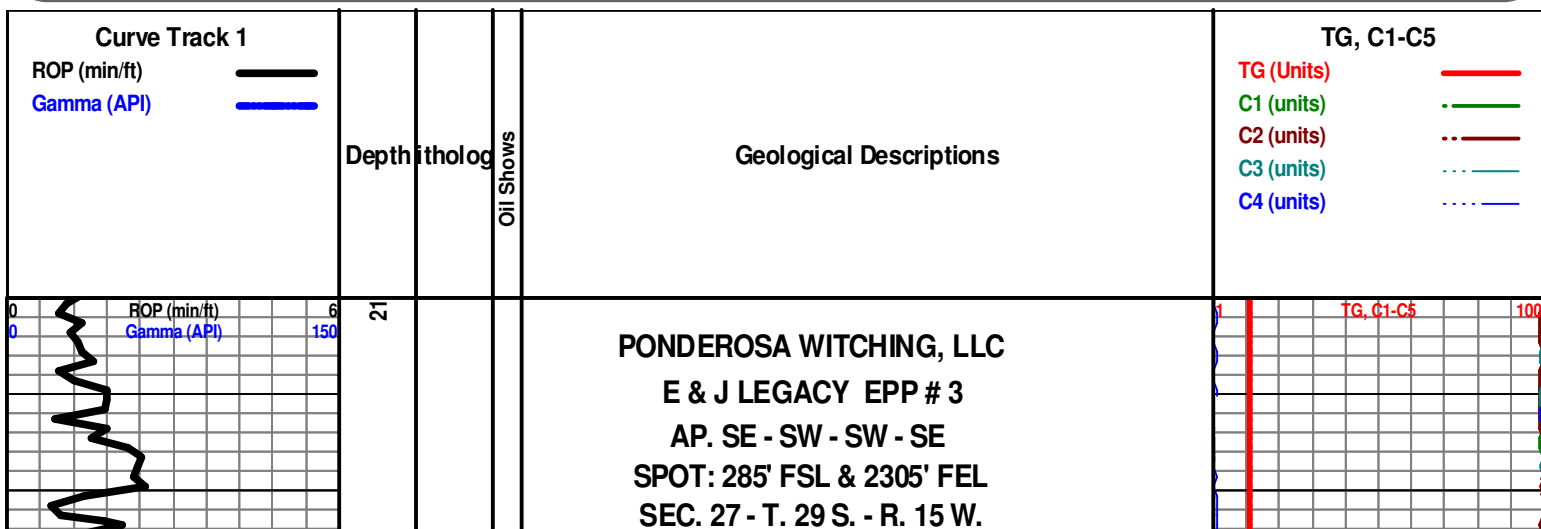 Curve Track 1
ROP (min/ft)
Gamma (API)
Depth
itholog
Oil Shows
Geological Descriptions
TG, C1-C5
TG (Units)
C1 (units)
C2 (units)
C3 (units)
C4 (units)
0 ROP (min/ft) 6
0 Gamma (API) 150
21
1 TG, C1-C5 100
PONDEROSA WITCHING, LLC
E & J LEGACY EPP # 3
AP. SE - SW - SW - SE
SPOT: 285' FSL & 2305' FEL
SEC. 27 - T. 29 S. - R. 15 W.